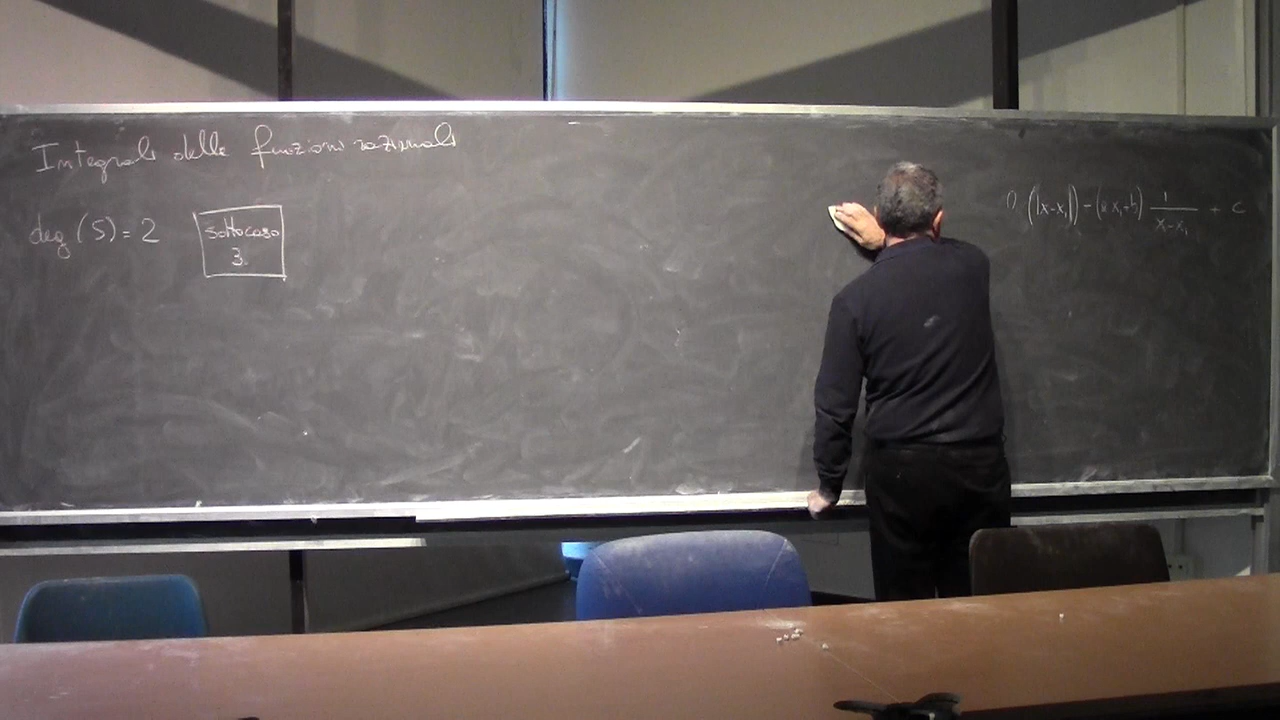 Integrali delle funzioni razionali
deg (S) = 2
sottocaso
3.
(|x-x₁|) - (a x₁+b) 1/(x-x₁) + c